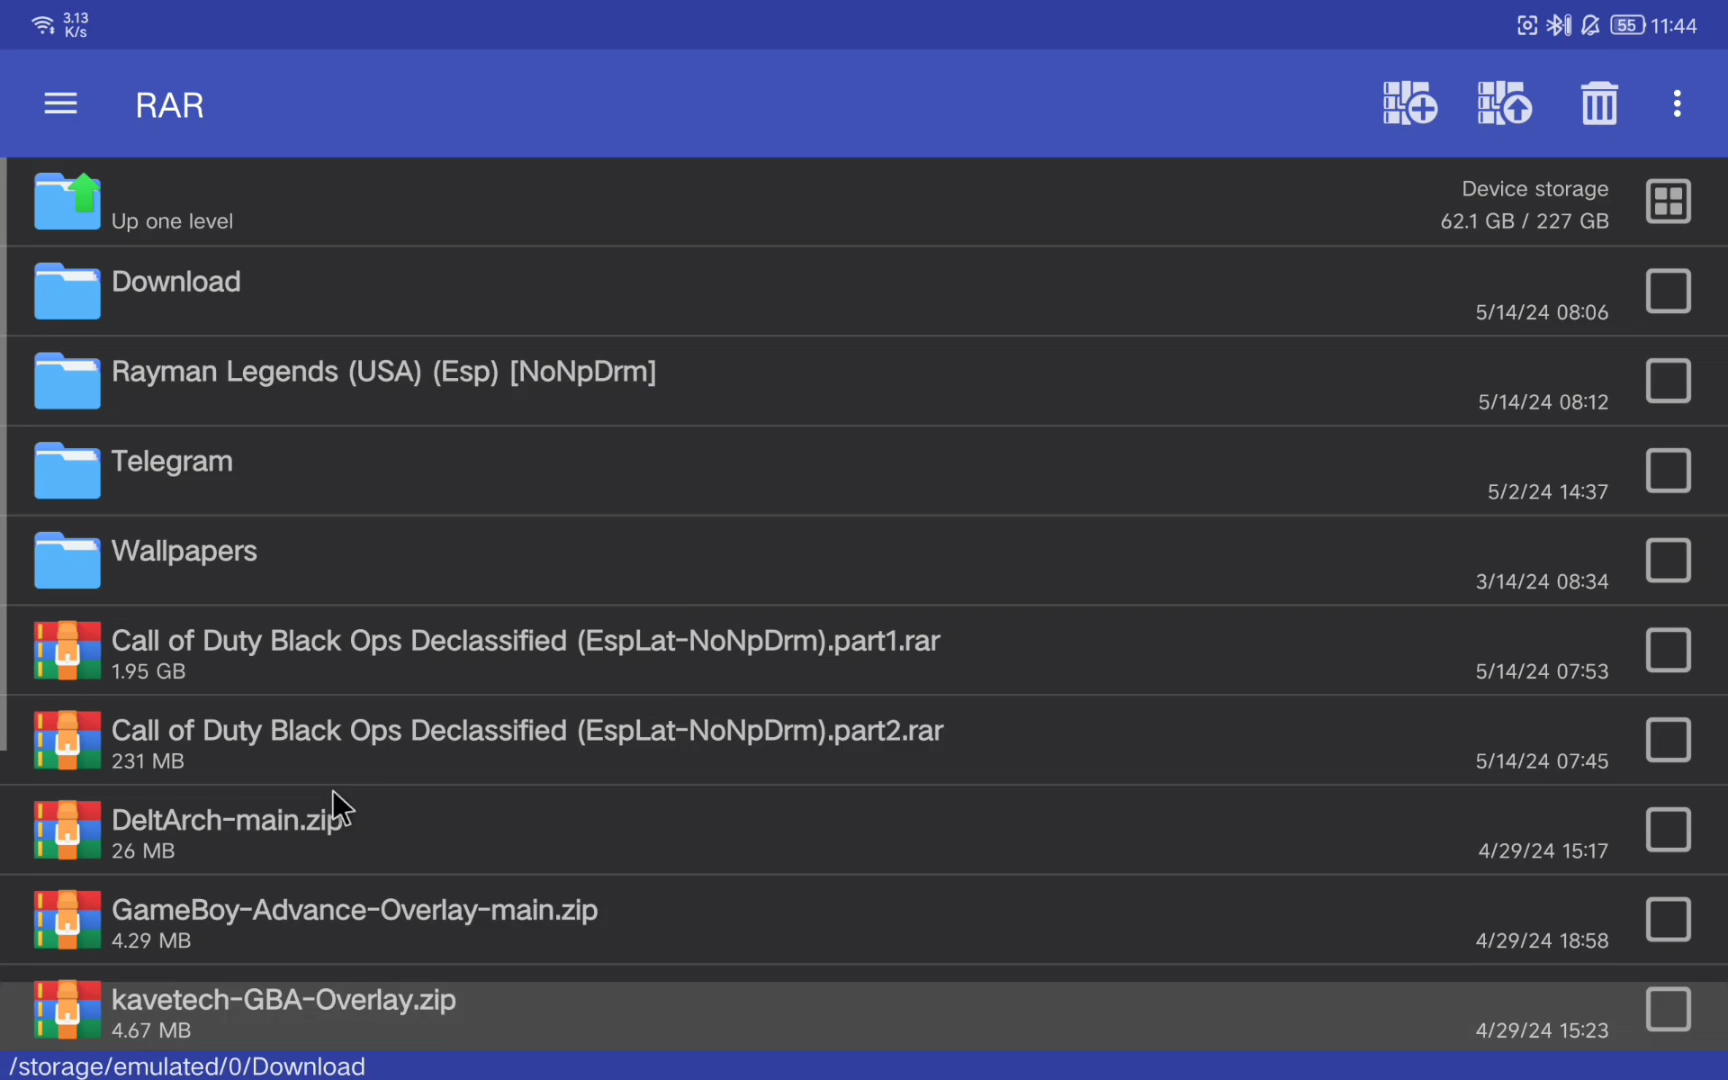 3.13
K/s
55 11:44
RAR
Up one level
Device storage
62.1 GB / 227 GB
Download
5/14/24 08:06
Rayman Legends (USA) (Esp) [NoNpDrm]
5/14/24 08:12
Telegram
5/2/24 14:37
Wallpapers
3/14/24 08:34
Call of Duty Black Ops Declassified (EspLat-NoNpDrm).part1.rar
1.95 GB
5/14/24 07:53
Call of Duty Black Ops Declassified (EspLat-NoNpDrm).part2.rar
231 MB
5/14/24 07:45
DeltArch-main.zip
26 MB
4/29/24 15:17
GameBoy-Advance-Overlay-main.zip
4.29 MB
4/29/24 18:58
kavetech-GBA-Overlay.zip
4.67 MB
4/29/24 15:23
/storage/emulated/0/Download